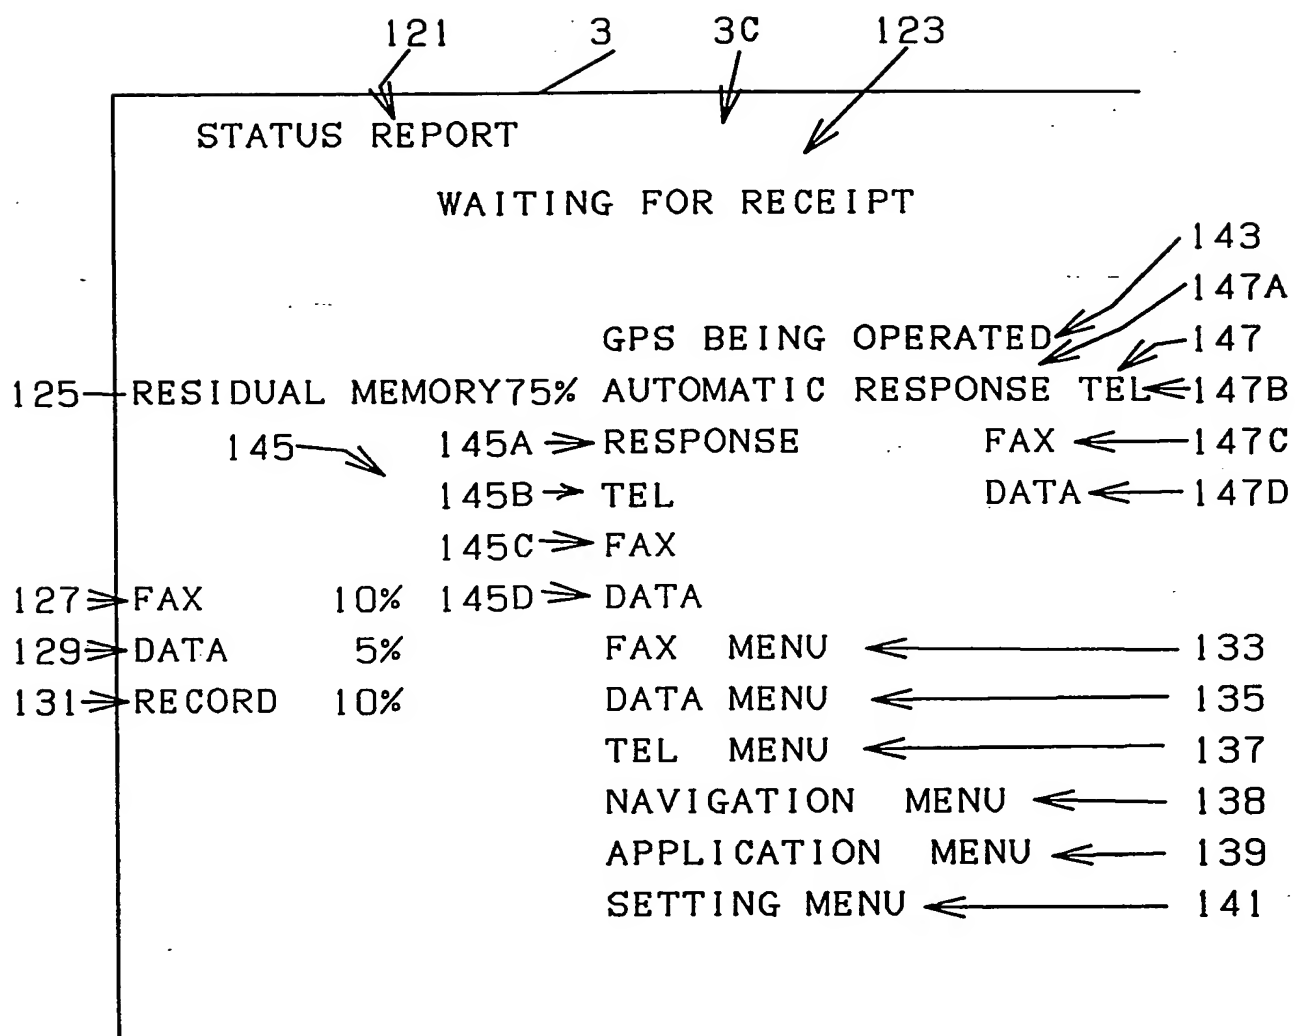 121 3 3C 123
STATUS REPORT
WAITING FOR RECEIPT
143
147A
GPS BEING OPERATED 147
125 RESIDUAL MEMORY 75% AUTOMATIC RESPONSE TEL 147B
145 145A RESPONSE FAX 147C
145B TEL DATA 147D
145C FAX
127 FAX 10% 145D DATA
129 DATA 5% FAX MENU 133
131 RECORD 10% DATA MENU 135
TEL MENU 137
NAVIGATION MENU 138
APPLICATION MENU 139
SETTING MENU 141